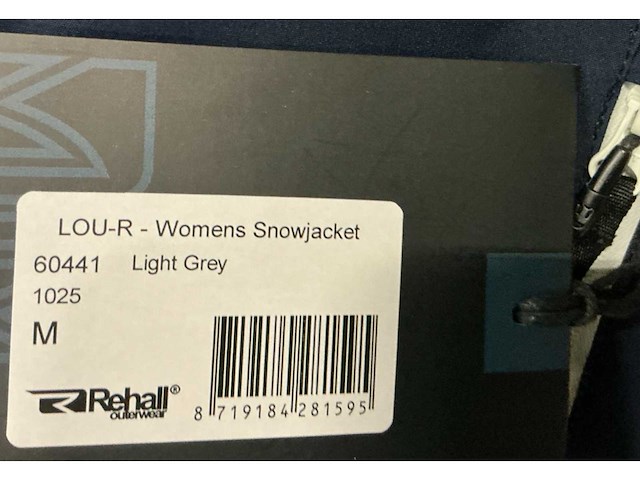 LOU-R - Womens Snowjacket
60441 Light Grey
1025
M
Rehall®
outerwear
8 719184 281595